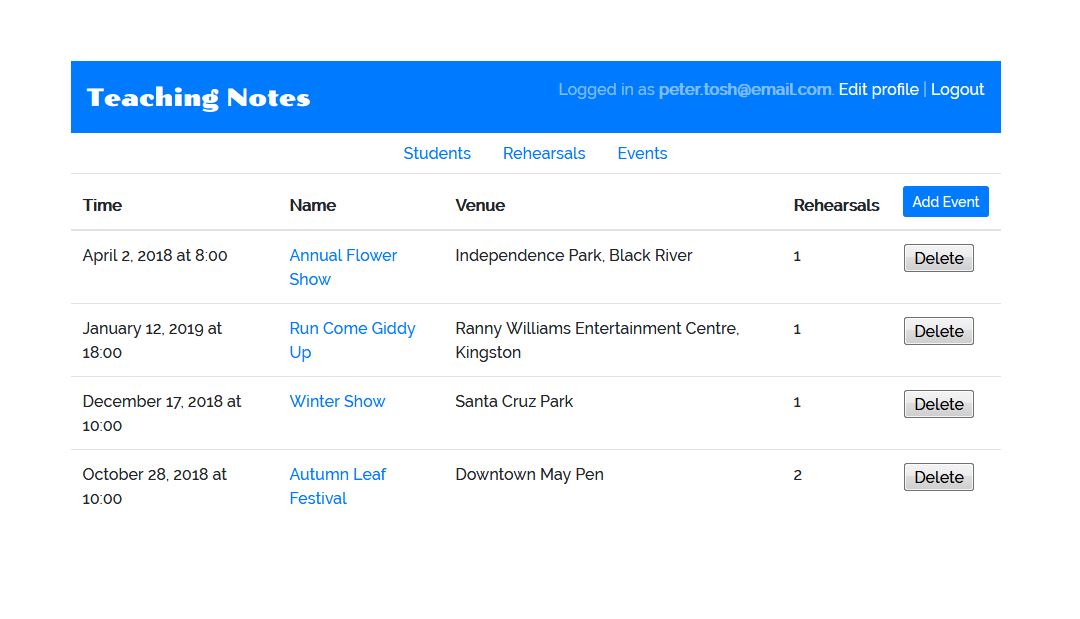 Teaching Notes
Logged in as peter.tosh@email.com. Edit profile | Logout
Students Rehearsals Events
Time Name Venue Rehearsals Add Event
April 2, 2018 at 8:00 Annual Flower Independence Park, Black River 1 Delete
Show
January 12, 2019 at Run Come Giddy Ranny Williams Entertainment Centre, 1 Delete
18:00 Up Kingston
December 17, 2018 at Winter Show Santa Cruz Park 1 Delete
10:00
October 28, 2018 at Autumn Leaf Downtown May Pen 2 Delete
10:00 Festival